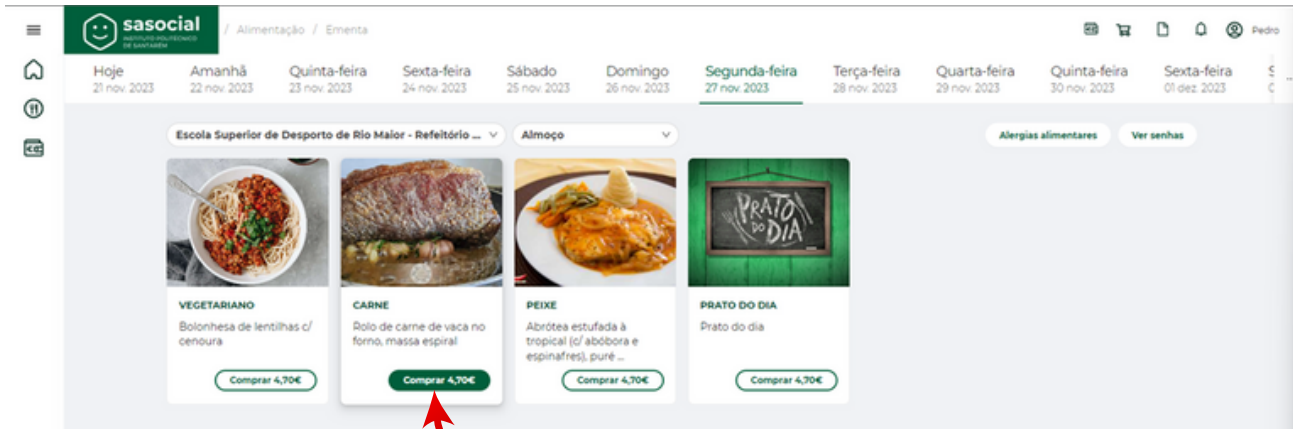 sasocial
INSTITUTO POLITÉCNICO
DE SANTARÉM
/ Alimentação / Ementa
Pedro
Hoje
21 nov. 2023
Amanhã
22 nov. 2023
Quinta-feira
23 nov. 2023
Sexta-feira
24 nov. 2023
Sábado
25 nov. 2023
Domingo
26 nov. 2023
Segunda-feira
27 nov. 2023
Terça-feira
28 nov. 2023
Quarta-feira
29 nov. 2023
Quinta-feira
30 nov. 2023
Sexta-feira
01 dez. 2023
...
Escola Superior de Desporto de Rio Maior - Refeitório ...
Almoço
Alergias alimentares
Ver senhas
PRATO
DO DIA
VEGETARIANO
Bolonhesa de lentilhas c/
cenoura
Comprar 4,70€
CARNE
Rolo de carne de vaca no
forno, massa espiral
Comprar 4,70€
PEIXE
Abrótea estufada à
tropical (c/ abóbora e
espinafres), puré ...
Comprar 4,70€
PRATO DO DIA
Prato do dia
Comprar 4,70€